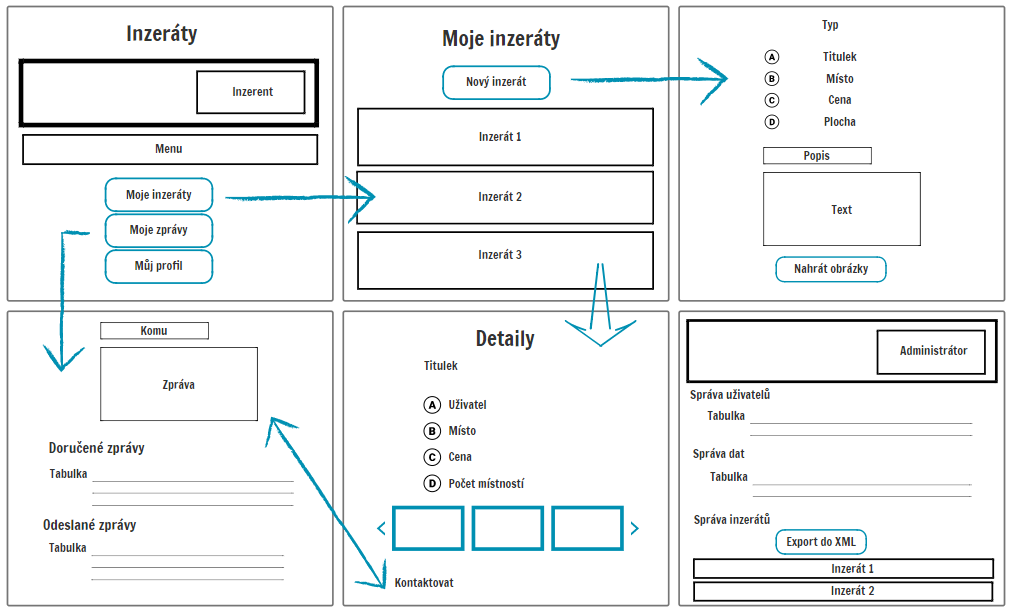 Inzeráty
Inzerent
Menu
Moje inzeráty
Moje zprávy
Můj profil
Moje inzeráty
Nový inzerát
Inzerát 1
Inzerát 2
Inzerát 3
Typ
A Titulek
B Místo
C Cena
D Plocha
Popis
Text
Nahrát obrázky
Komu
Zpráva
Doručené zprávy
Tabulka
Odeslané zprávy
Tabulka
Detaily
Titulek
A Uživatel
B Místo
C Cena
D Počet místností
< >
Kontaktovat
Administrátor
Správa uživatelů
Tabulka
Správa dat
Tabulka
Správa inzerátů
Export do XML
Inzerát 1
Inzerát 2